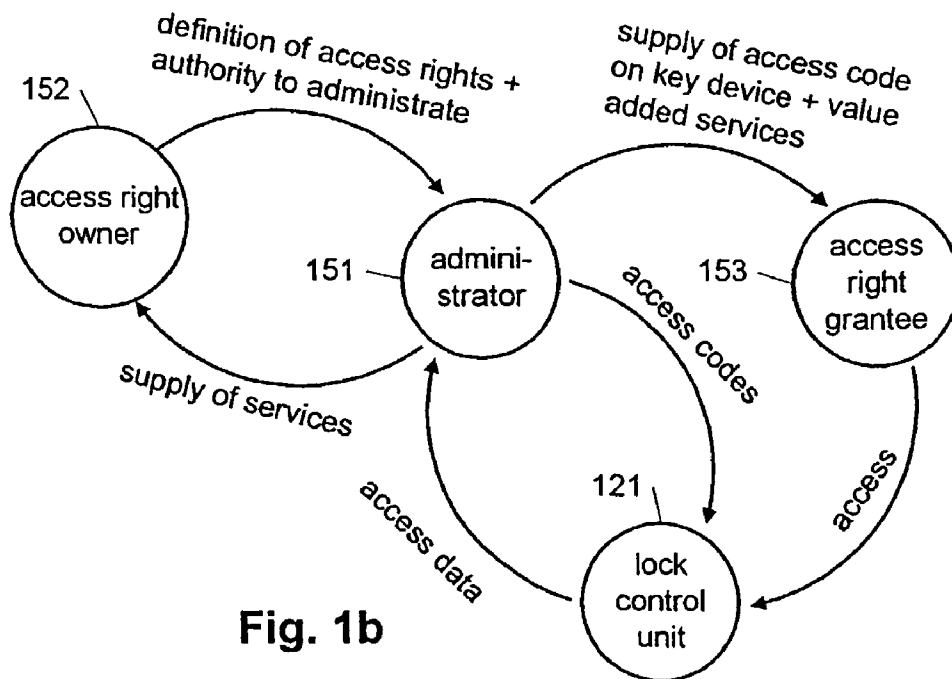 definition of access rights +
authority to administrate
supply of access code
on key device + value
added services
152
access right
owner
151
admini-
strator
153
access
right
grantee
supply of services
access codes
access data
access
121
lock
control
unit
Fig. 1b